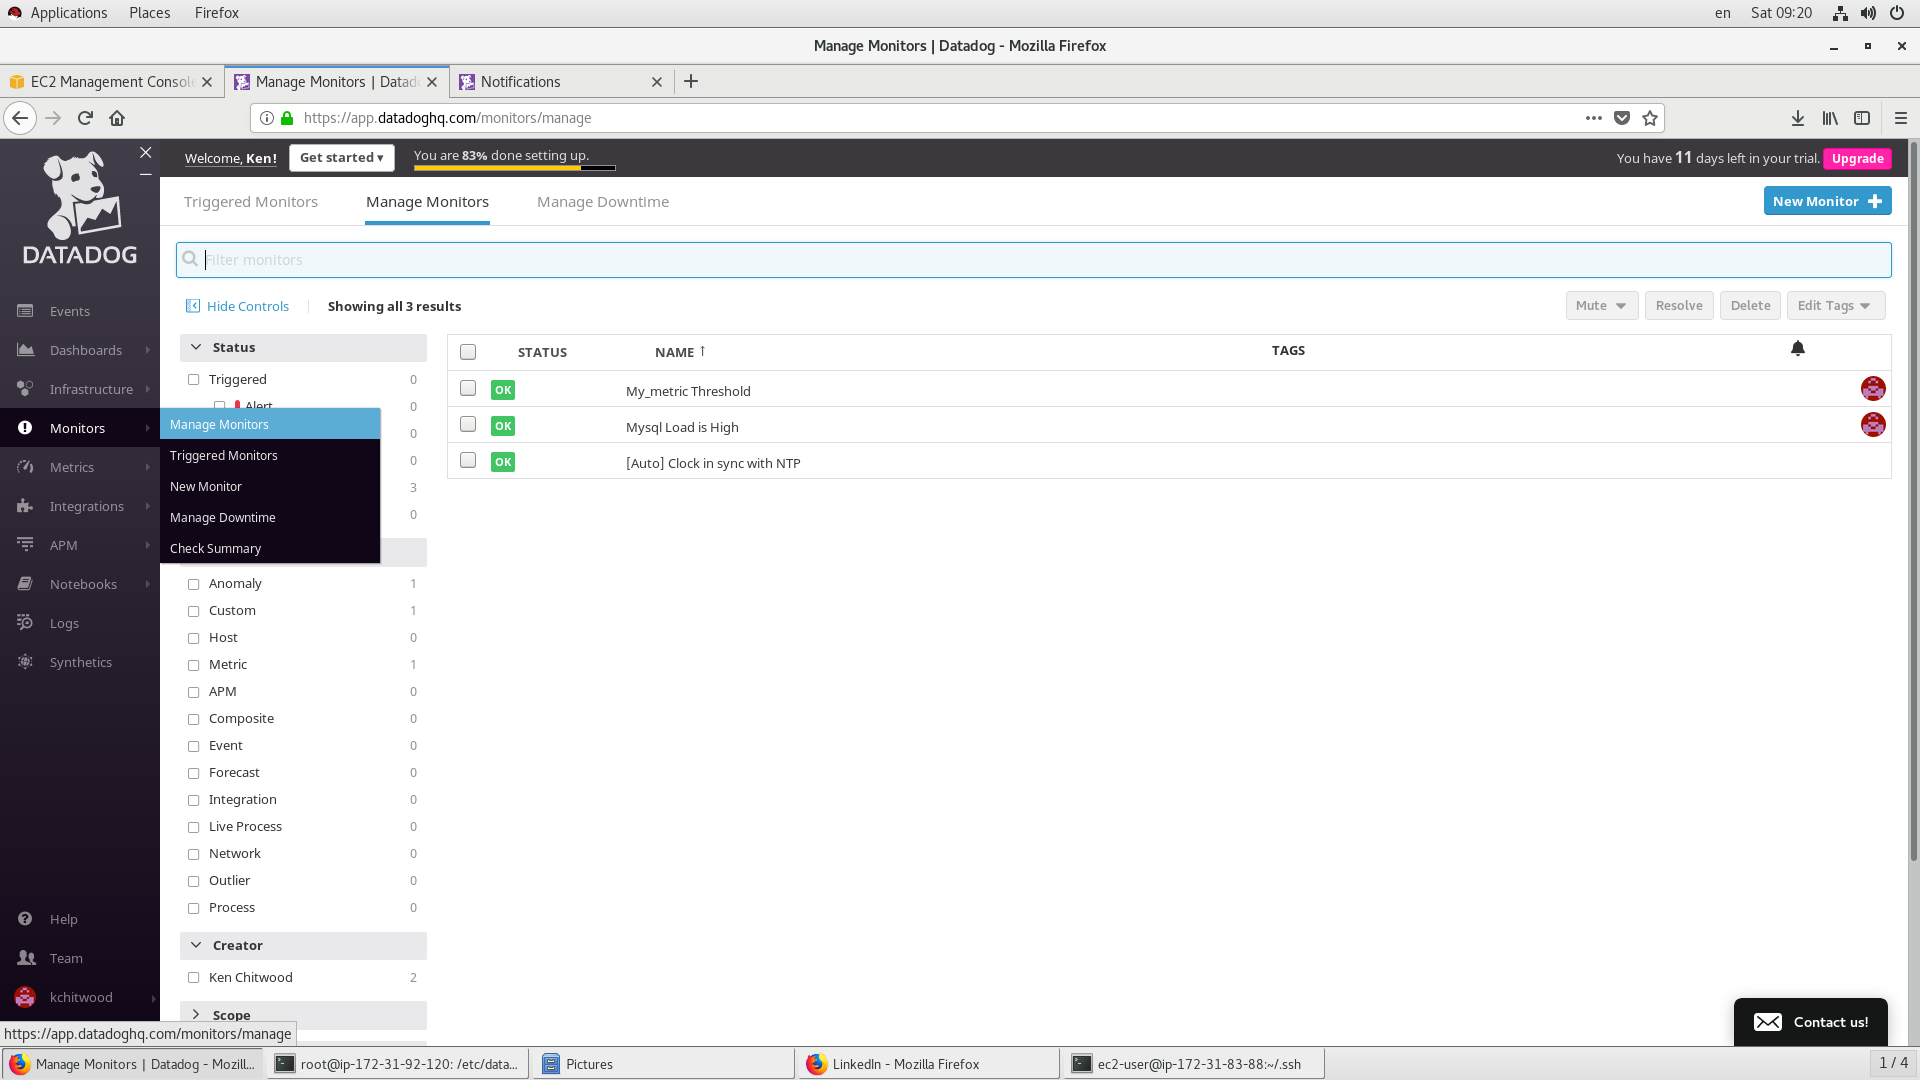 Applications Places Firefox en Sat 09:20
Manage Monitors | Datadog - Mozilla Firefox
EC2 Management Console Manage Monitors | Datad Notifications
https://app.datadoghq.com/monitors/manage
Welcome, Ken! Get started ▾ You are 83% done setting up. You have 11 days left in your trial. Upgrade
DATADOG
Triggered Monitors Manage Monitors Manage Downtime New Monitor +
Filter monitors
Hide Controls Showing all 3 results Mute Resolve Delete Edit Tags
Events
Dashboards
Infrastructure
Monitors
Metrics
Integrations
APM
Notebooks
Logs
Synthetics
Help
Team
kchitwood
Manage Monitors
Triggered Monitors
New Monitor
Manage Downtime
Check Summary
Status
Triggered 0
Alert 0
0
0
3
0
Anomaly 1
Custom 1
Host 0
Metric 1
APM 0
Composite 0
Event 0
Forecast 0
Integration 0
Live Process 0
Network 0
Outlier 0
Process 0
Creator
Ken Chitwood 2
Scope
STATUS NAME ↑ TAGS
OK My_metric Threshold
OK Mysql Load is High
OK [Auto] Clock in sync with NTP
Contact us!
https://app.datadoghq.com/monitors/manage
Manage Monitors | Datadog - Mozill... root@ip-172-31-92-120: /etc/data... Pictures LinkedIn - Mozilla Firefox ec2-user@ip-172-31-83-88:~/.ssh 1 / 4